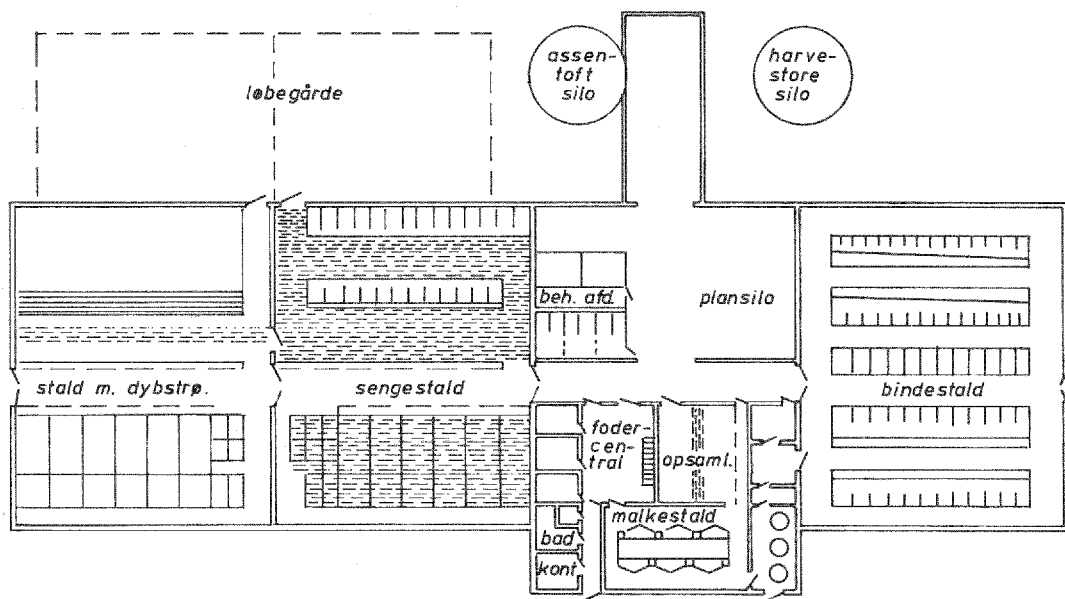 løbegårde
assen-
toft
silo
harve-
store
silo
beh. afd.
plansilo
stald m. dybstrø.
sengestald
bindestald
foder-
cen-
tral
opsaml.
malkestald
bad
kont